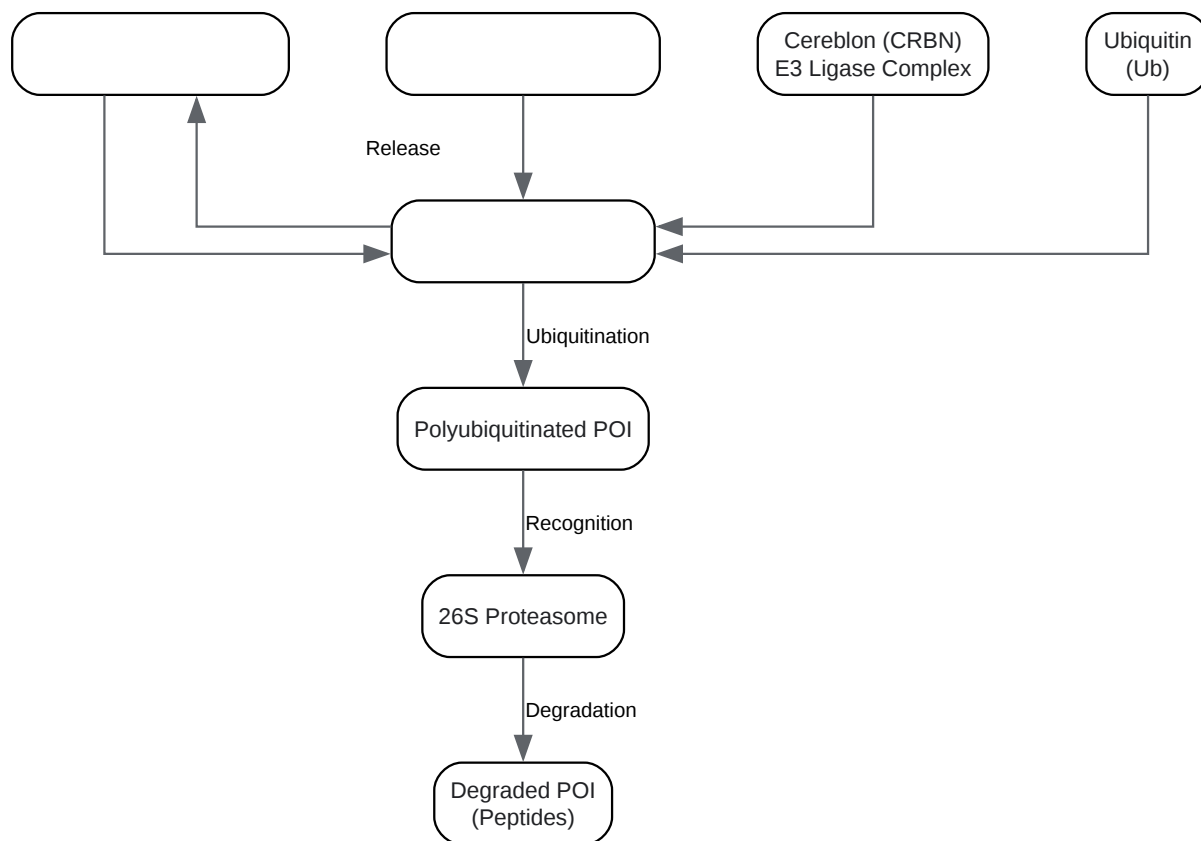 Cereblon (CRBN)
E3 Ligase Complex
Ubiquitin
(Ub)
Release
Ubiquitination
Polyubiquitinated POI
Recognition
26S Proteasome
Degradation
Degraded POI
(Peptides)